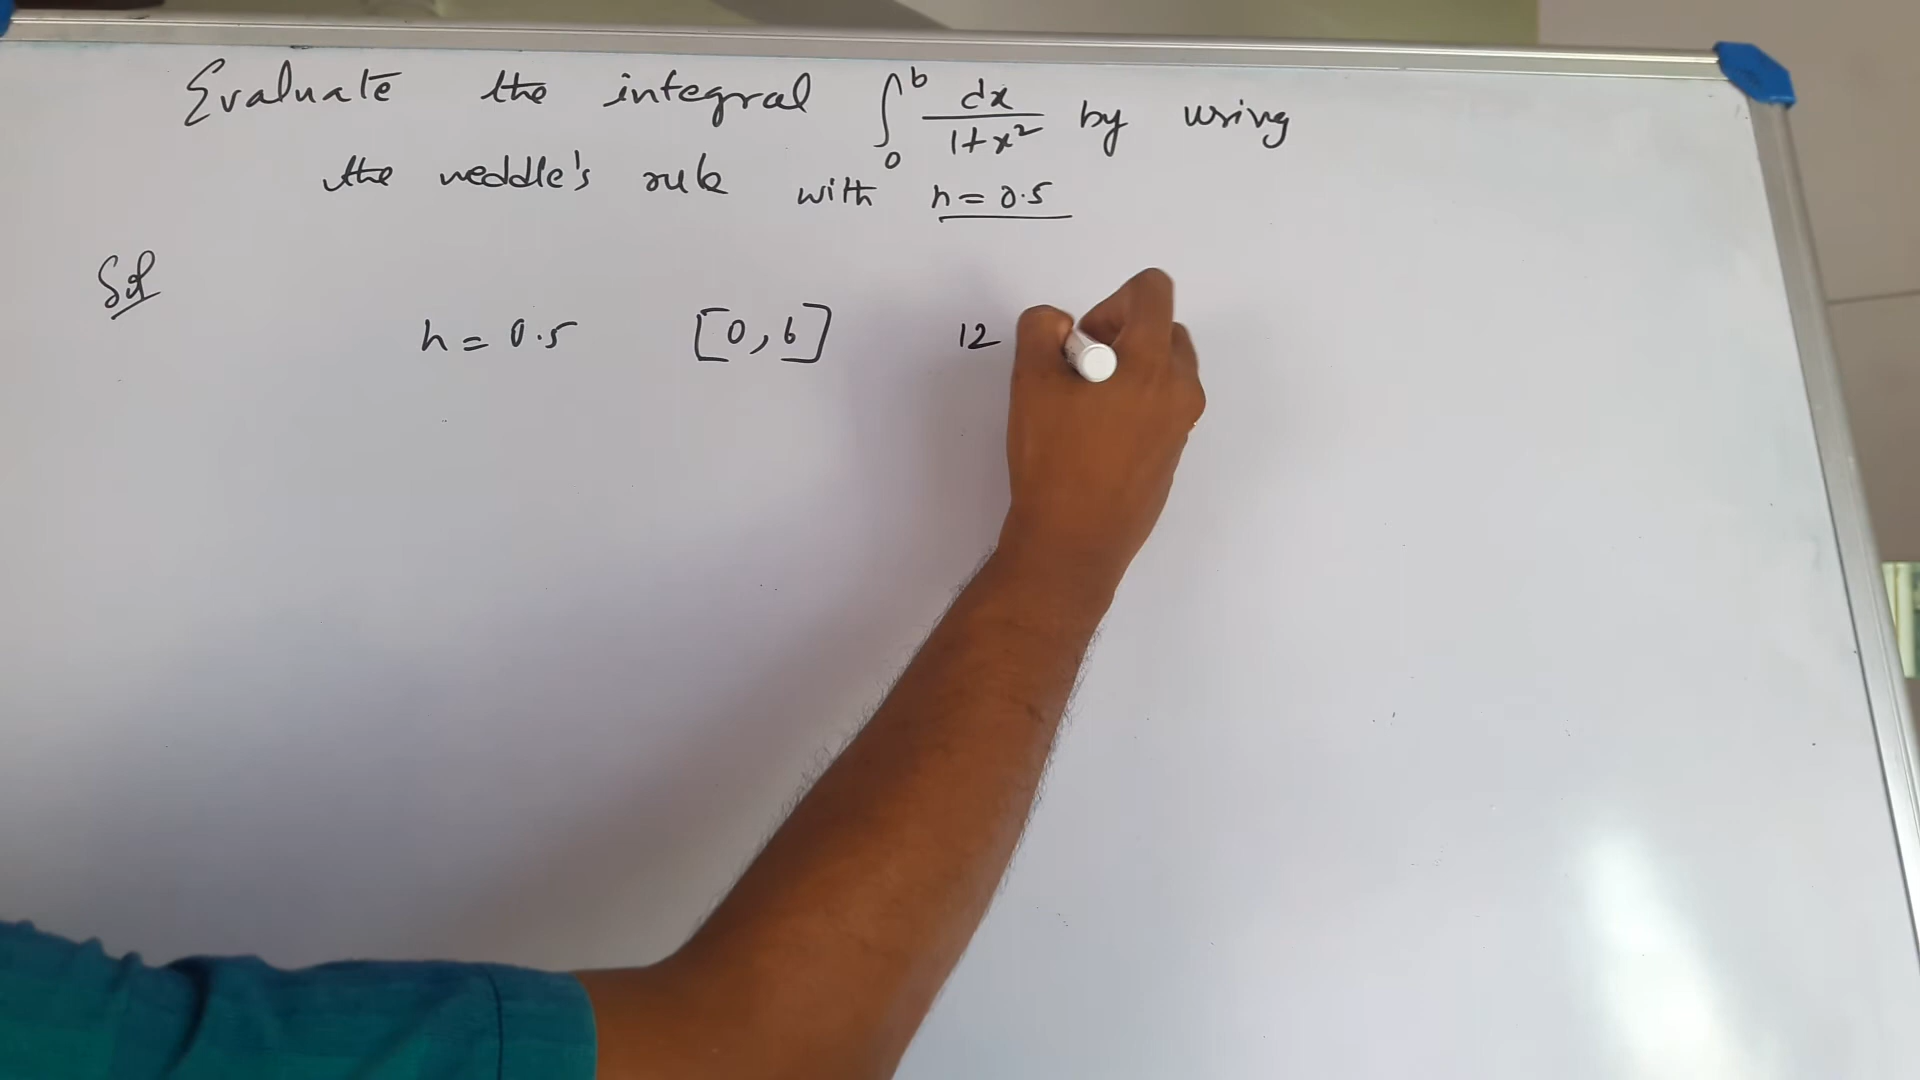 Evaluate the integral ∫₀⁶ dx/(1+x²) by using
the weddle's rule with h = 0.5
Sol
h = 0.5 [0, 6] 12